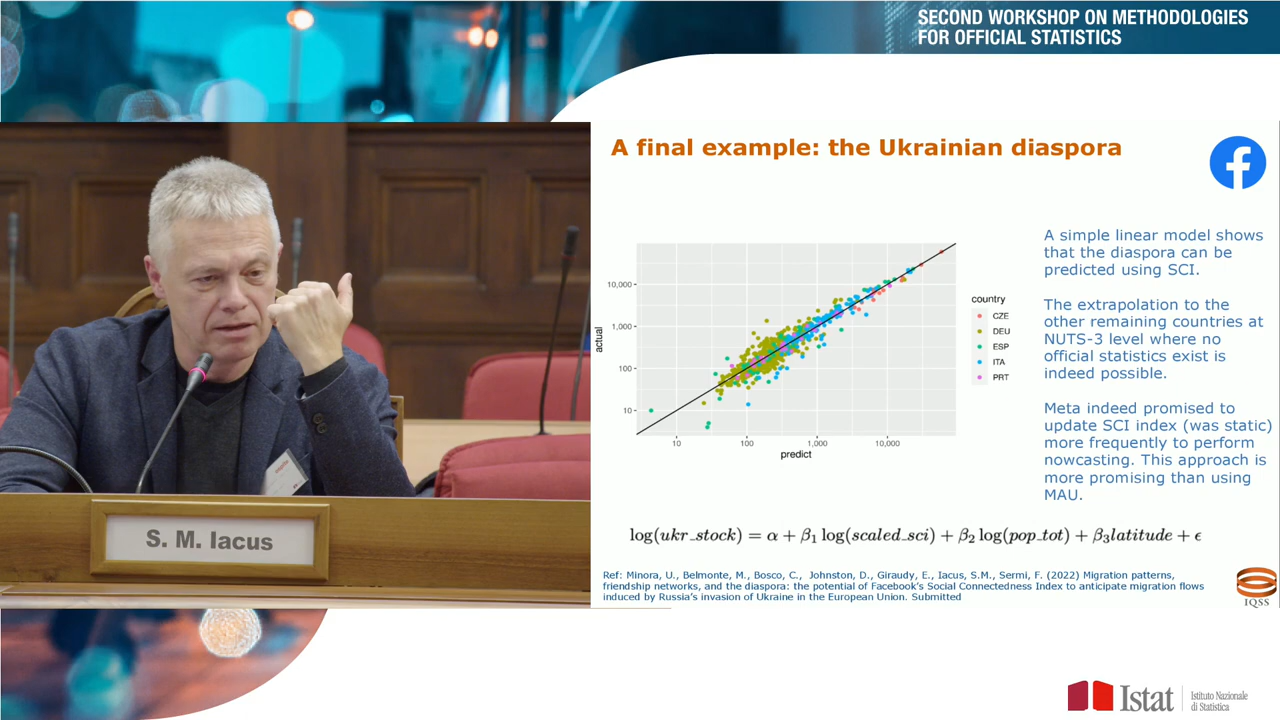 SECOND WORKSHOP ON METHODOLOGIES
FOR OFFICIAL STATISTICS
A final example: the Ukrainian diaspora
A simple linear model shows
that the diaspora can be
predicted using SCI.
The extrapolation to the
other remaining countries at
NUTS-3 level where no
official statistics exist is
indeed possible.
Meta indeed promised to
update SCI index (was static)
more frequently to perform
nowcasting. This approach is
more promising than using
MAU.
actual
10,000
1,000
100
10
10
100
1,000
10,000
predict
country
CZE
DEU
ESP
ITA
PRT
log(ukr_stock) = α + β₁ log(scaled_sci) + β₂ log(pop_tot) + β₃latitude + ϵ
Ref: Minora, U., Belmonte, M., Bosco, C., Johnston, D., Giraudy, E., Iacus, S.M., Sermi, F. (2022) Migration patterns,
friendship networks, and the diaspora: the potential of Facebook's Social Connectedness Index to anticipate migration flows
induced by Russia's invasion of Ukraine in the European Union. Submitted
IQSS
S. M. Iacus
Istat
Istituto Nazionale
di Statistica